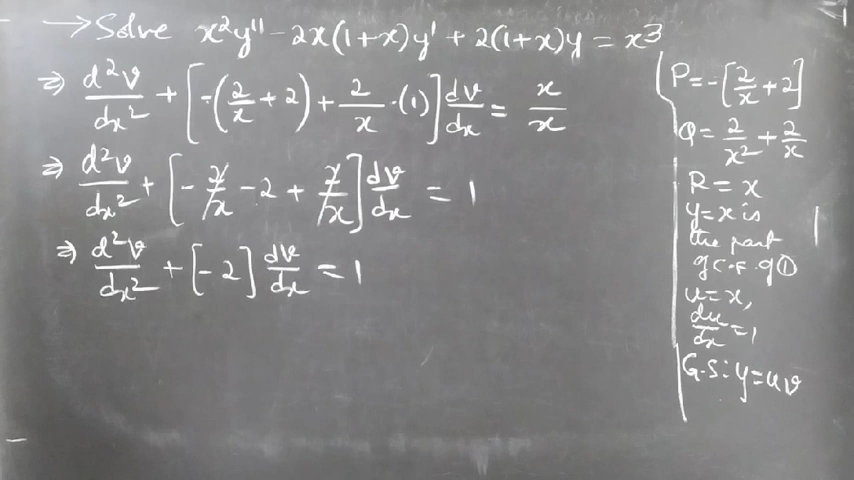 → Solve x²y'' - 2x(1+x)y' + 2(1+x)y = x³
⇒ d²v/dx² + [-(2/x + 2) + 2/x · (1)] dv/dx = x/x
⇒ d²v/dx² + [-2/x - 2 + 2/x] dv/dx = 1
⇒ d²v/dx² + [-2] dv/dx = 1
P = -[2/x + 2]
Q = 2/x² + 2/x
R = x
y = x is
the part
of C.F. of ①
u = x,
du/dx = 1
G.S: y = uv